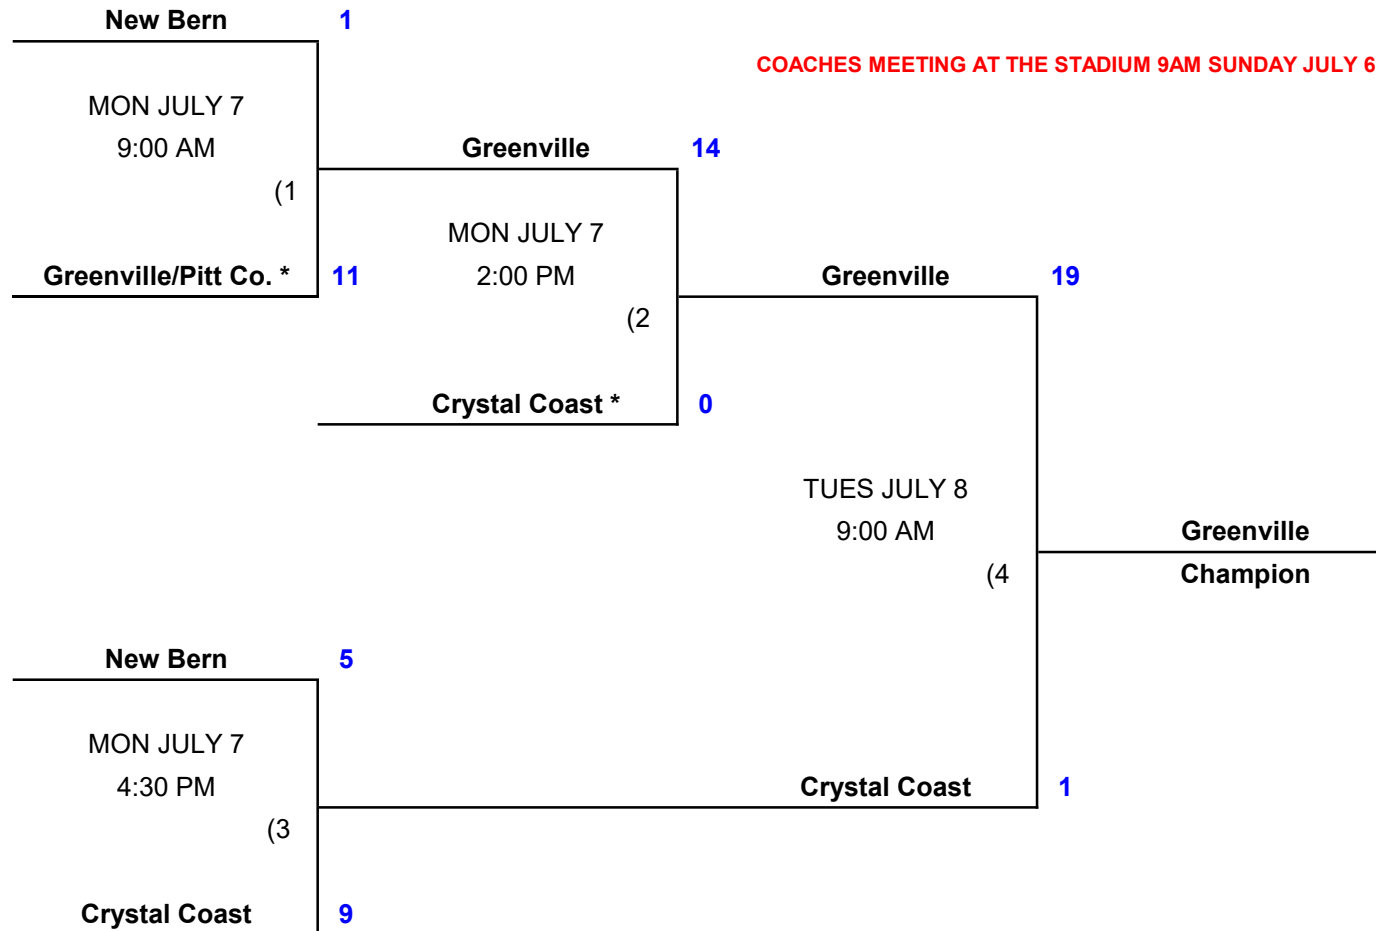 New Bern 1
COACHES MEETING AT THE STADIUM 9AM SUNDAY JULY 6
MON JULY 7
9:00 AM
Greenville 14
(1
MON JULY 7
Greenville/Pitt Co. * 11
2:00 PM
Greenville 19
(2
Crystal Coast * 0
TUES JULY 8
9:00 AM
Greenville
(4
Champion
New Bern 5
MON JULY 7
4:30 PM
Crystal Coast 1
(3
Crystal Coast 9